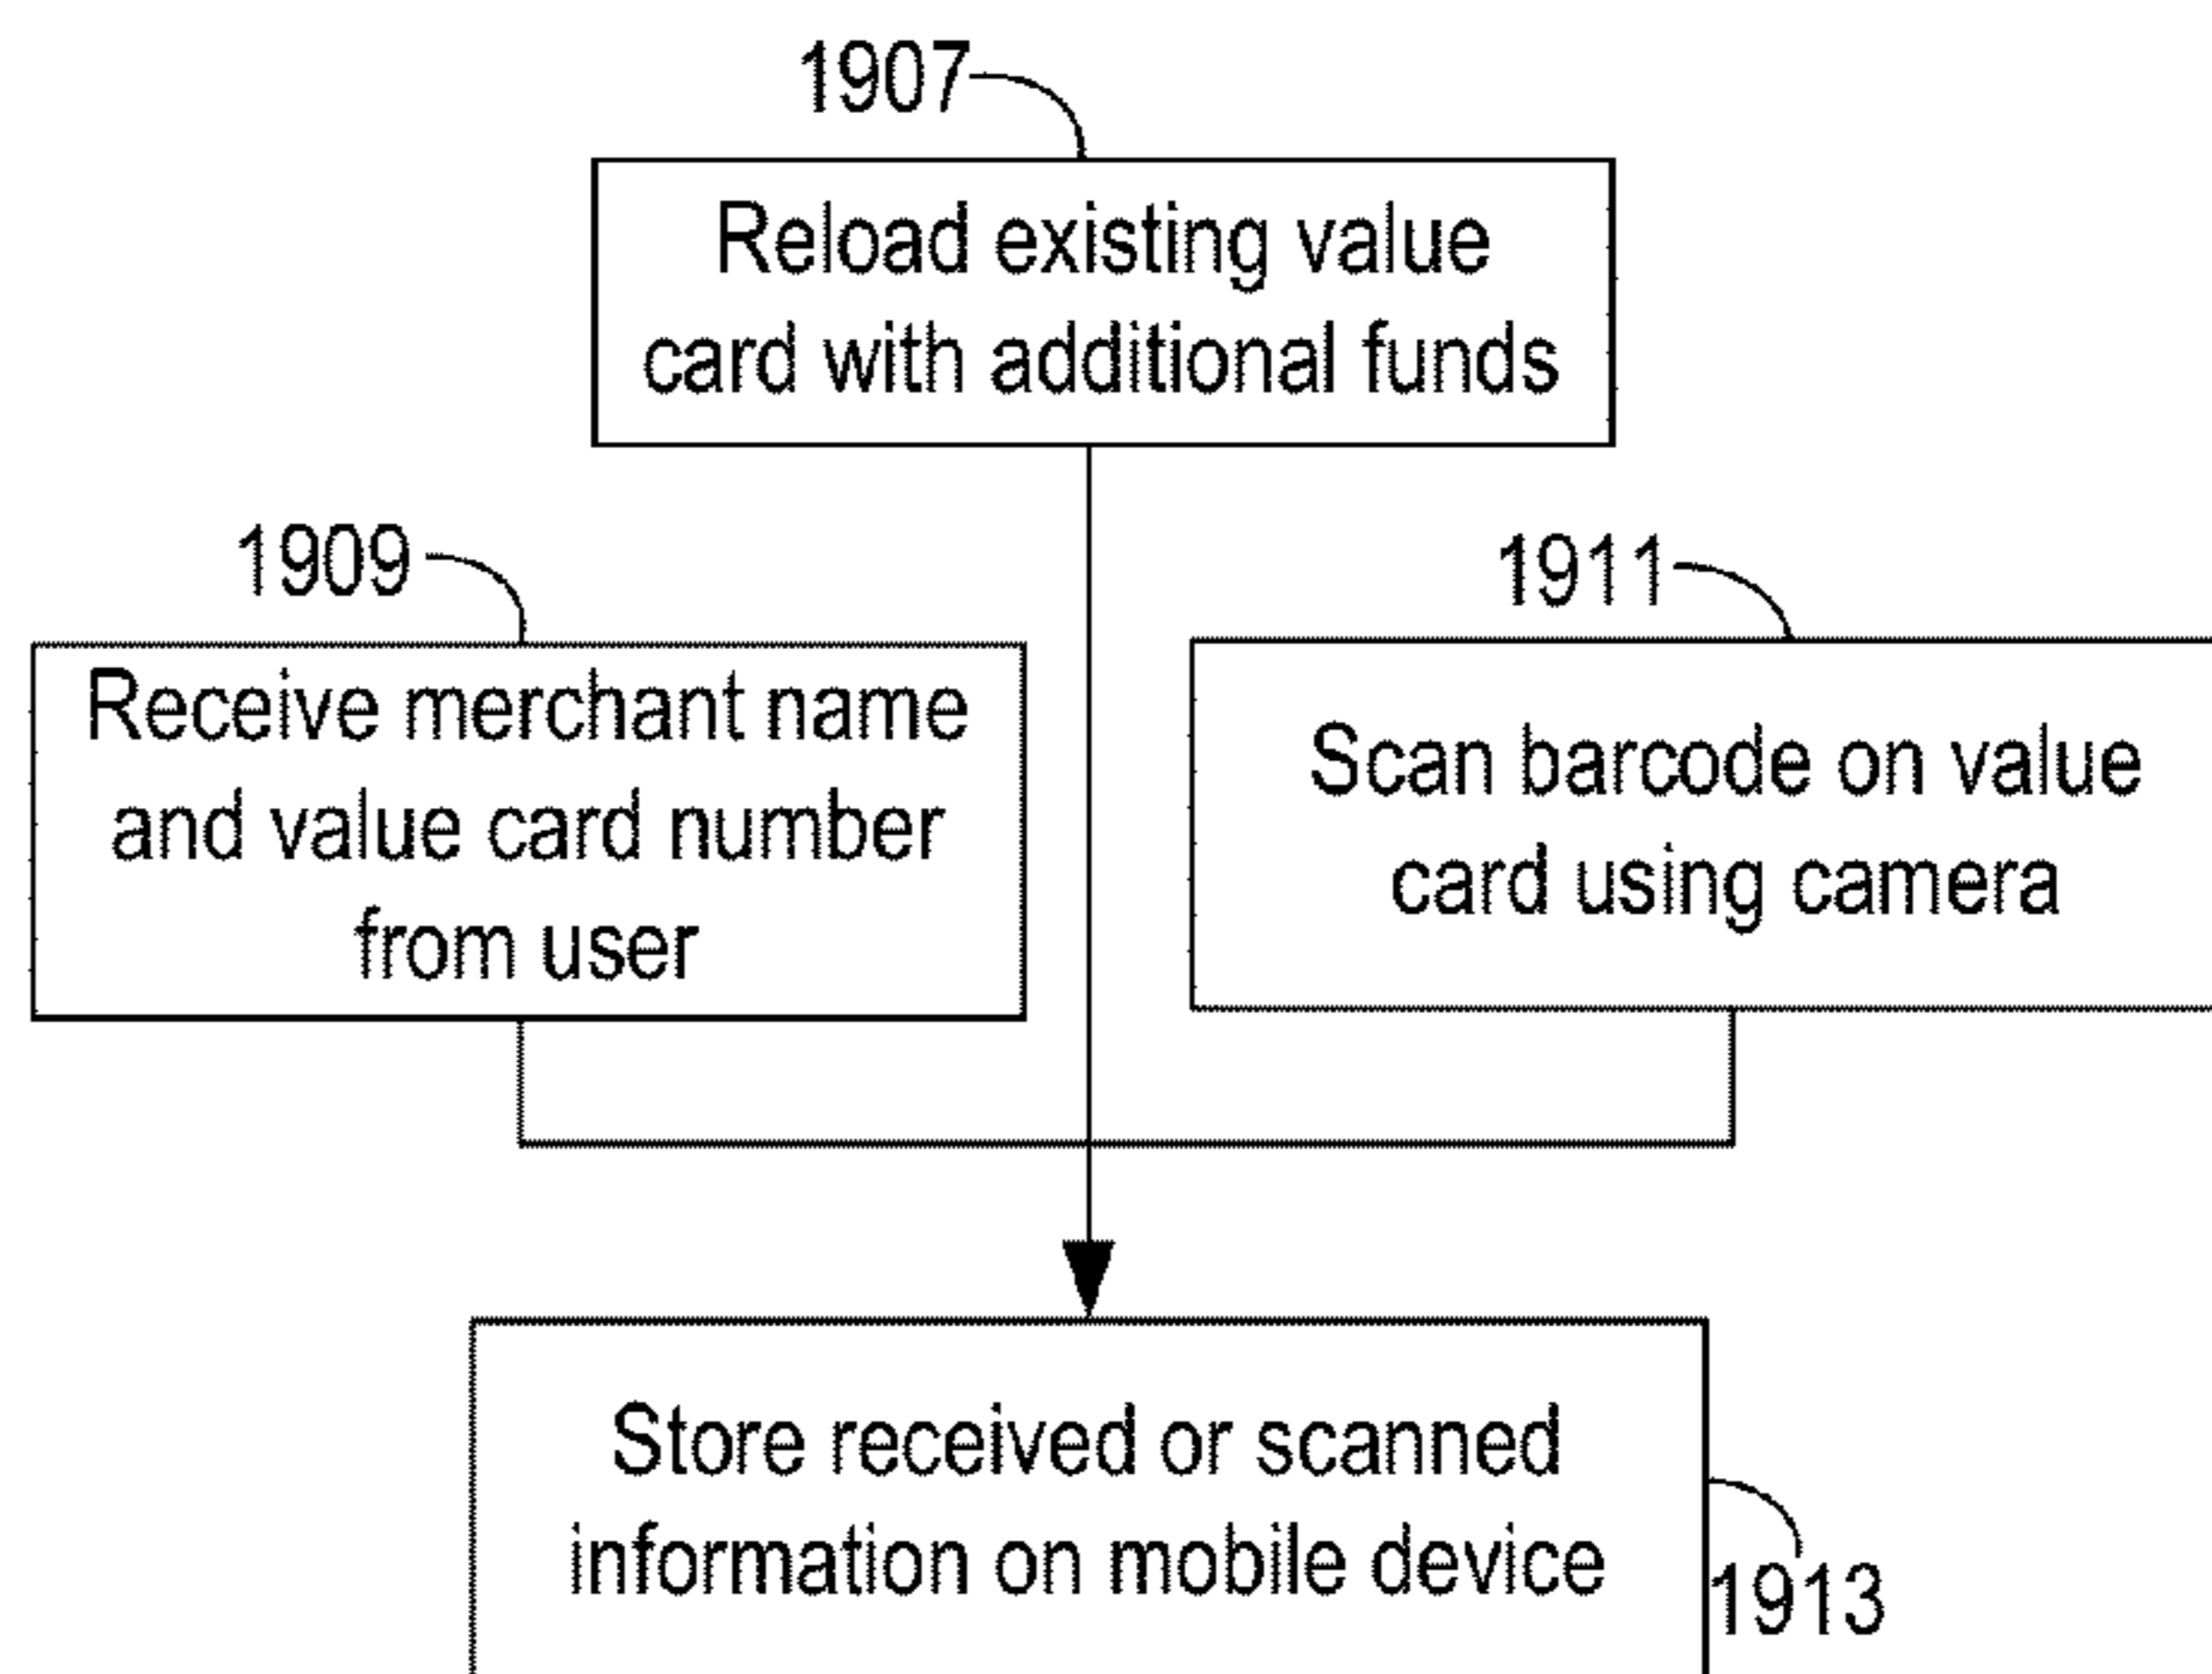 1907
Reload existing value
card with additional funds
1909
Receive merchant name
and value card number
from user
1911
Scan barcode on value
card using camera
Store received or scanned
information on mobile device
1913